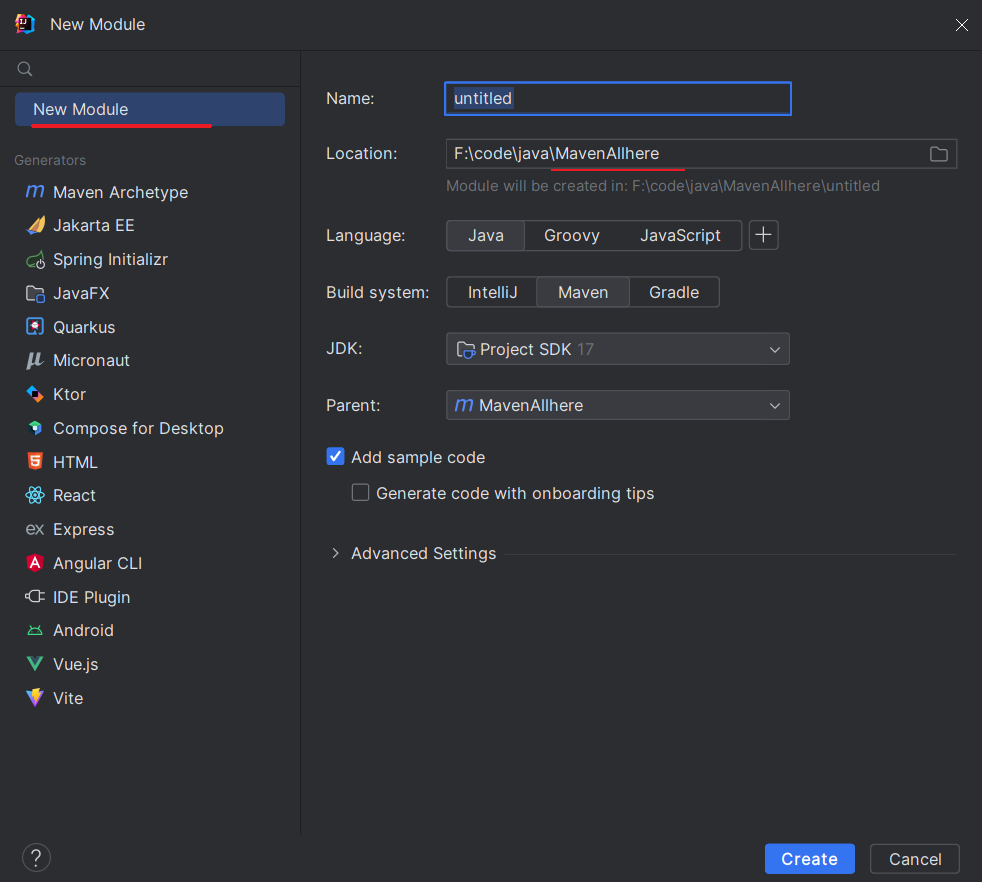 New Module
New Module
Generators
Maven Archetype
Jakarta EE
Spring Initializr
JavaFX
Quarkus
Micronaut
Ktor
Compose for Desktop
HTML
React
Express
Angular CLI
IDE Plugin
Android
Vue.js
Vite
Name: untitled
Location: F:\code\java\MavenAllhere
Module will be created in: F:\code\java\MavenAllhere\untitled
Language: Java Groovy JavaScript
Build system: IntelliJ Maven Gradle
JDK: Project SDK 17
Parent: m MavenAllhere
Add sample code
Generate code with onboarding tips
Advanced Settings
? Create Cancel